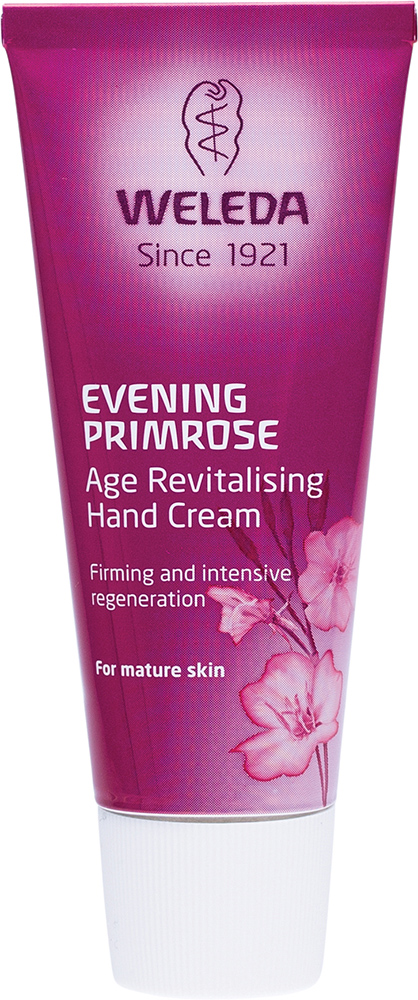 WELEDA
Since 1921
EVENING
PRIMROSE
Age Revitalising
Hand Cream
Firming and intensive
regeneration
For mature skin